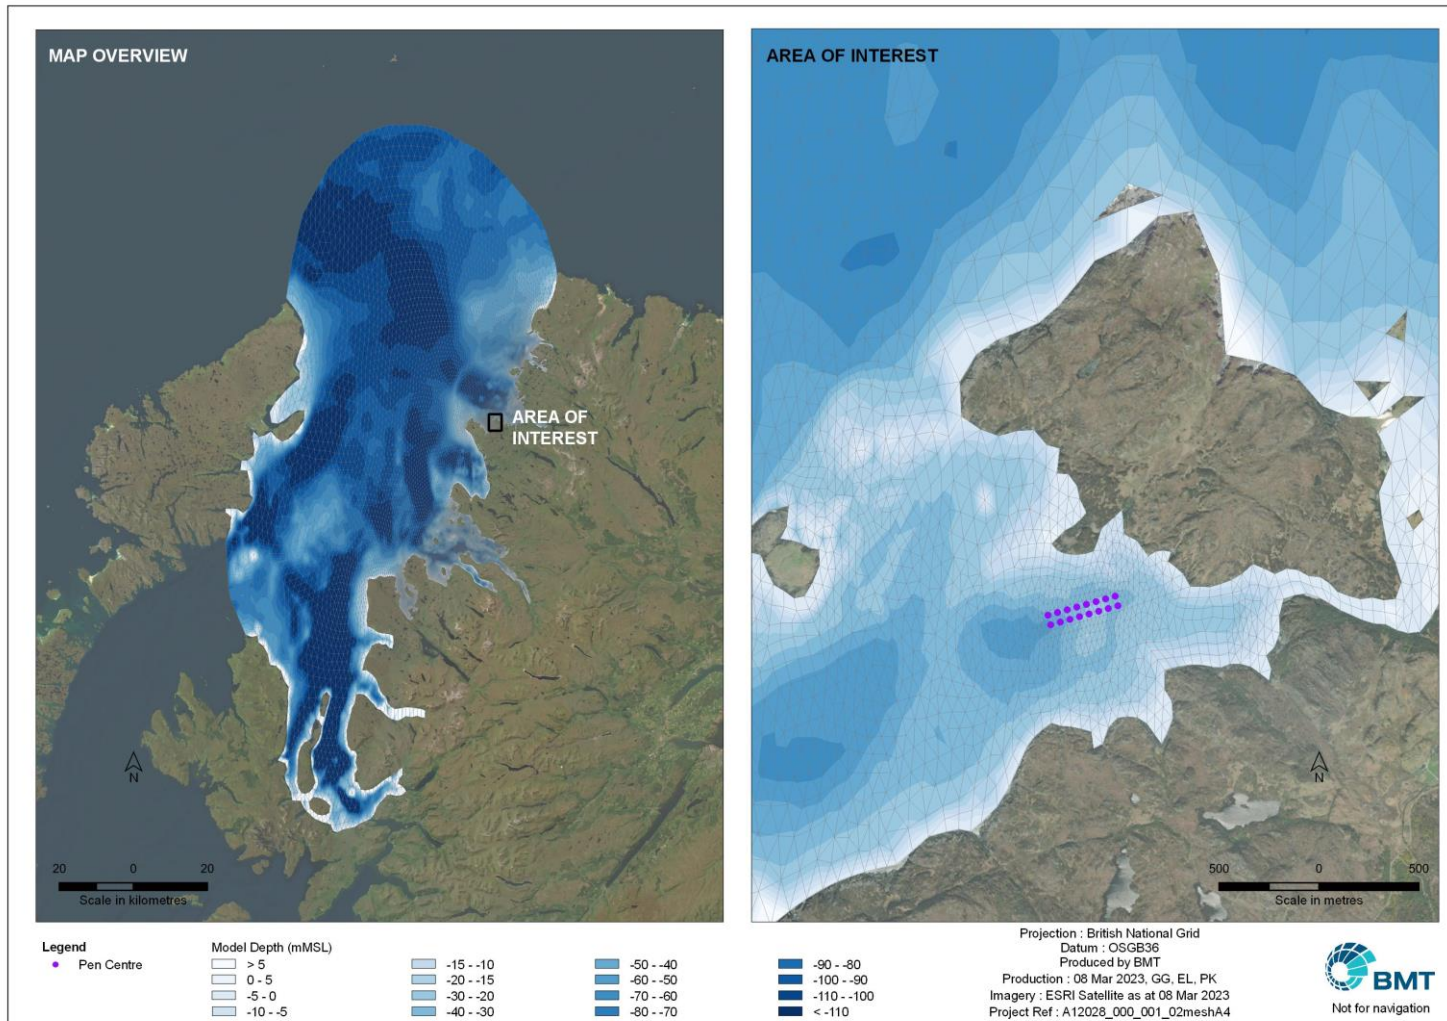 MAP OVERVIEW
AREA OF
INTEREST
N
20 0 20
Scale in kilometres
AREA OF INTEREST
N
500 0 500
Scale in metres
Legend
Pen Centre
Model Depth (mMSL)
> 5
0 - 5
-5 - 0
-10 - -5
-15 - -10
-20 - -15
-30 - -20
-40 - -30
-50 - -40
-60 - -50
-70 - -60
-80 - -70
-90 - -80
-100 - -90
-110 - -100
< -110
Projection : British National Grid
Datum : OSGB36
Produced by BMT
Production : 08 Mar 2023, GG, EL, PK
Imagery : ESRI Satellite as at 08 Mar 2023
Project Ref : A12028_000_001_02meshA4
BMT
Not for navigation